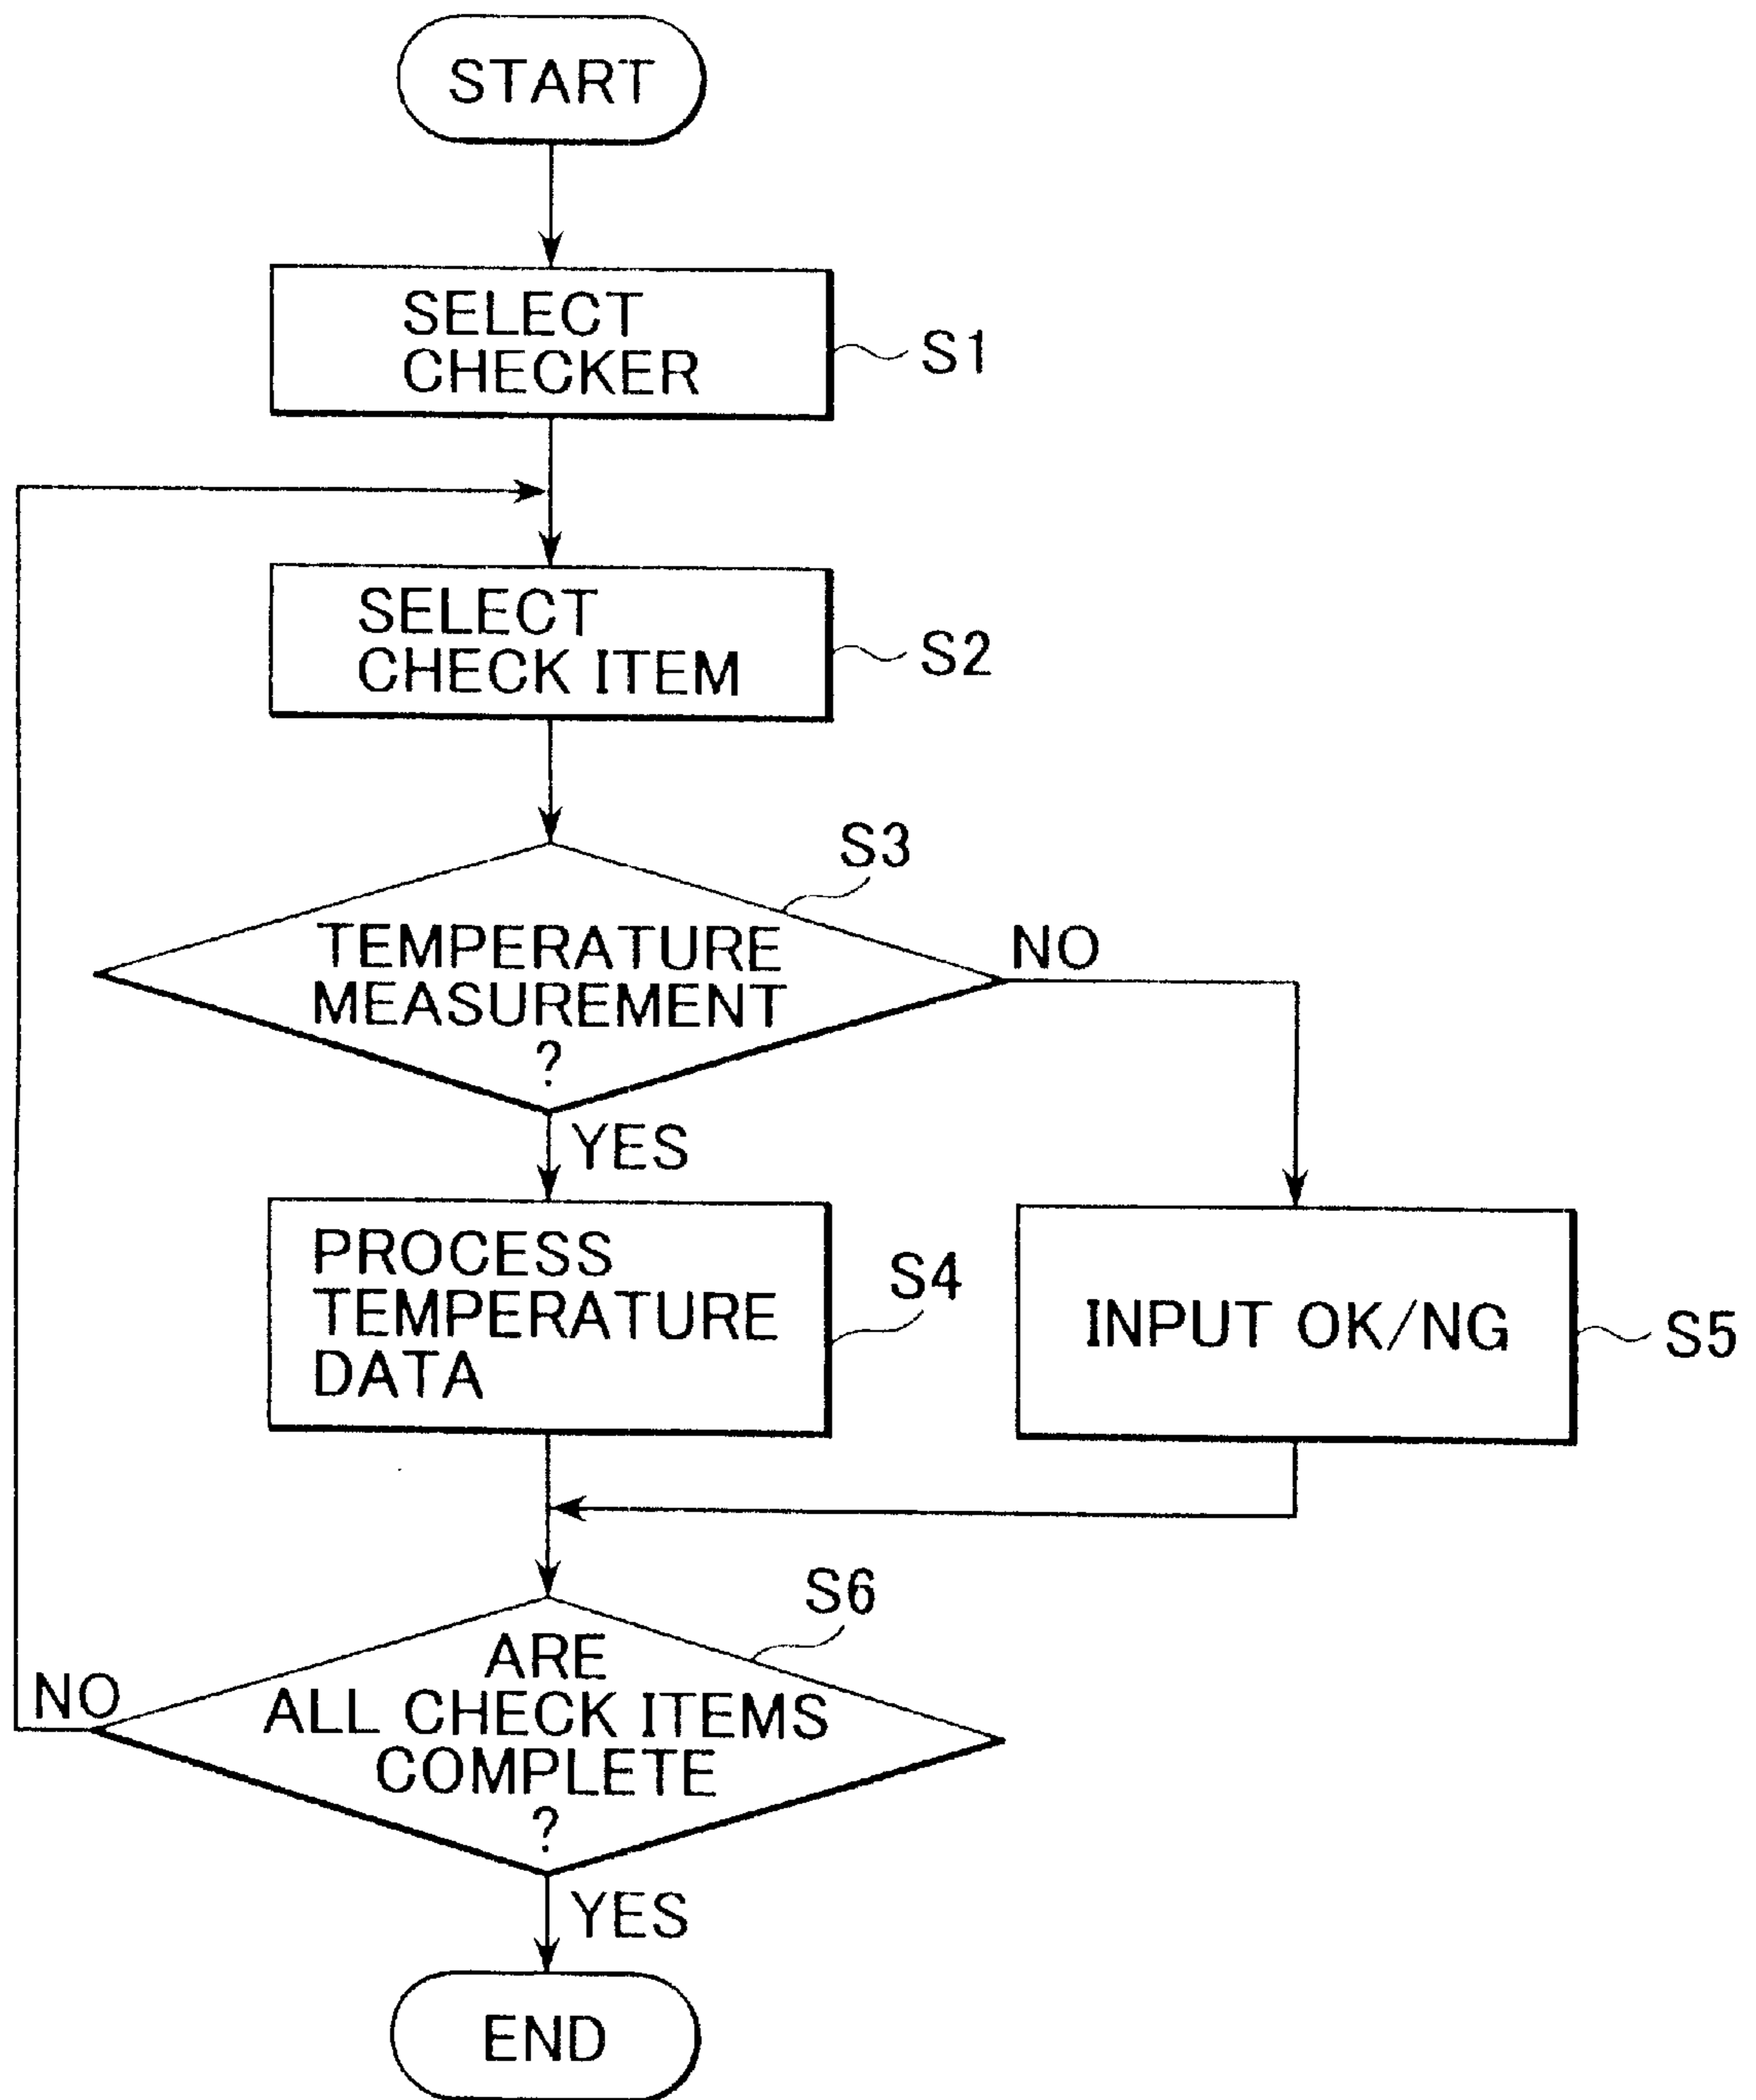 START
SELECT
CHECKER
S1
SELECT
CHECK ITEM
S2
S3
TEMPERATURE
MEASUREMENT
?
NO
YES
PROCESS
TEMPERATURE
DATA
S4
INPUT OK/NG
S5
S6
ARE
ALL CHECK ITEMS
COMPLETE
?
NO
YES
END